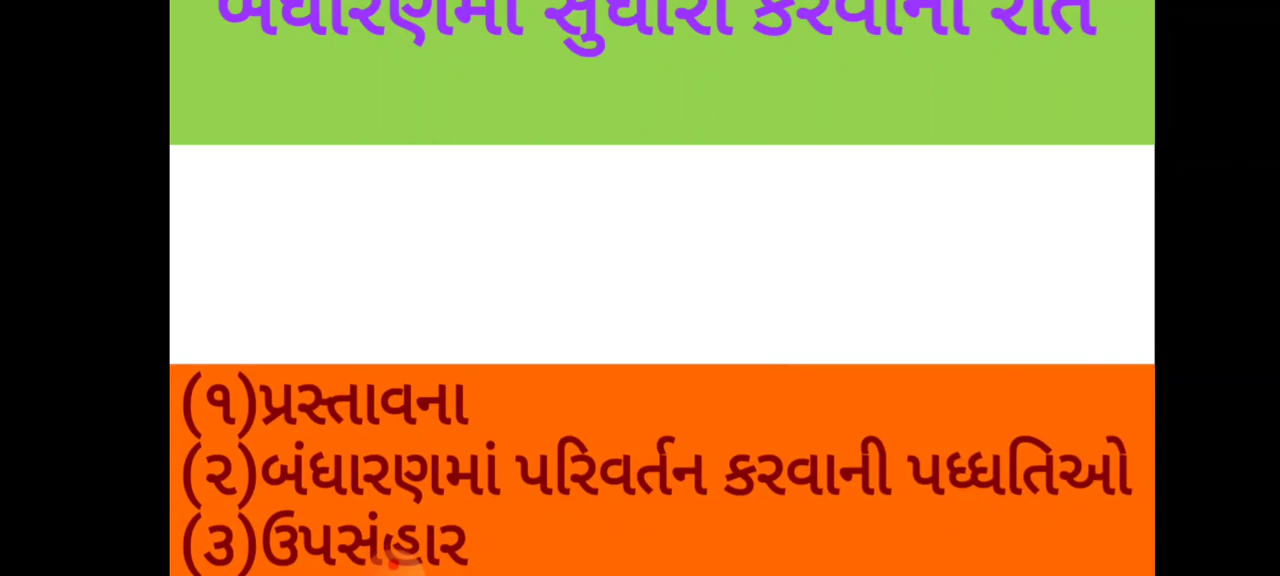 બંધારણમાં સુધારા કરવાની રીત
(૧)પ્રસ્તાવના
(૨)બંધારણમાં પરિવર્તન કરવાની પધ્ધતિઓ
(૩)ઉપસંહાર